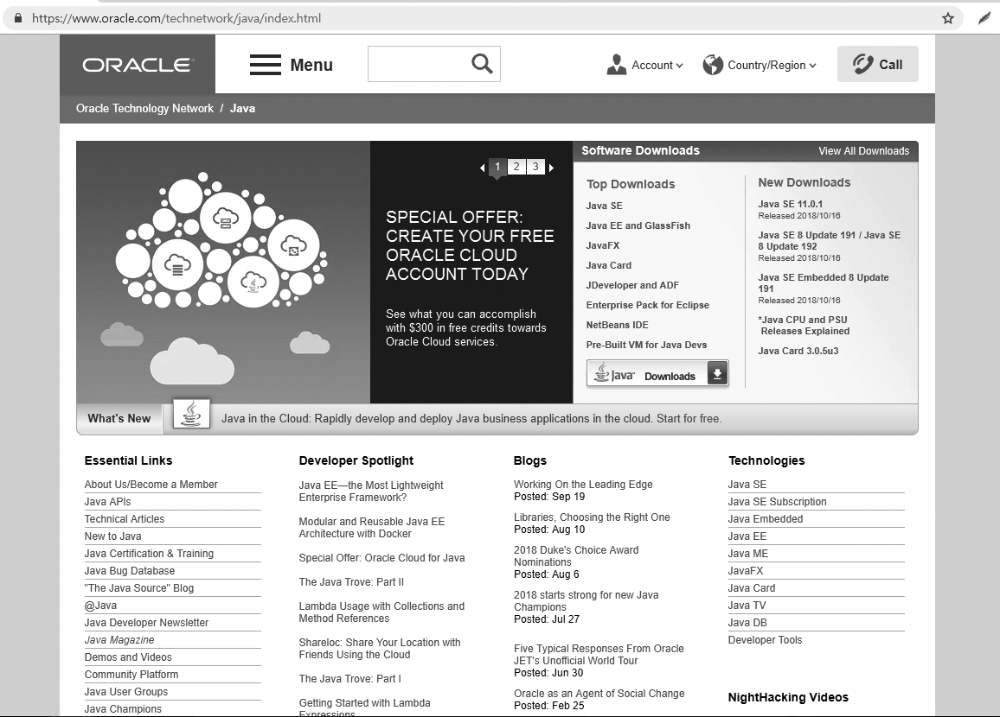 https://www.oracle.com/technetwork/java/index.html
ORACLE
Menu
Account
Country/Region
Call
Oracle Technology Network / Java
1 2 3
SPECIAL OFFER:
CREATE YOUR FREE
ORACLE CLOUD
ACCOUNT TODAY
See what you can accomplish
with $300 in free credits towards
Oracle Cloud services.
Software Downloads
View All Downloads
Top Downloads
Java SE
Java EE and GlassFish
JavaFX
Java Card
JDeveloper and ADF
Enterprise Pack for Eclipse
NetBeans IDE
Pre-Built VM for Java Devs
Java Downloads
New Downloads
Java SE 11.0.1
Released 2018/10/16
Java SE 8 Update 191 / Java SE
8 Update 192
Released 2018/10/16
Java SE Embedded 8 Update
191
Released 2018/10/16
*Java CPU and PSU
Releases Explained
Java Card 3.0.5u3
What's New
Java in the Cloud: Rapidly develop and deploy Java business applications in the cloud. Start for free.
Essential Links
About Us/Become a Member
Java APIs
Technical Articles
New to Java
Java Certification & Training
Java Bug Database
"The Java Source" Blog
@Java
Java Developer Newsletter
Java Magazine
Demos and Videos
Community Platform
Java User Groups
Java Champions
Developer Spotlight
Java EE—the Most Lightweight
Enterprise Framework?
Modular and Reusable Java EE
Architecture with Docker
Special Offer: Oracle Cloud for Java
The Java Trove: Part II
Lambda Usage with Collections and
Method References
Shareloc: Share Your Location with
Friends Using the Cloud
The Java Trove: Part I
Getting Started with Lambda
Expressions
Blogs
Working On the Leading Edge
Posted: Sep 19
Libraries, Choosing the Right One
Posted: Aug 10
2018 Duke's Choice Award
Nominations
Posted: Aug 6
2018 starts strong for new Java
Champions
Posted: Jul 27
Five Typical Responses From Oracle
JET's Unofficial World Tour
Posted: Jun 30
Oracle as an Agent of Social Change
Posted: Feb 25
Technologies
Java SE
Java SE Subscription
Java Embedded
Java EE
Java ME
JavaFX
Java Card
Java TV
Java DB
Developer Tools
NightHacking Videos